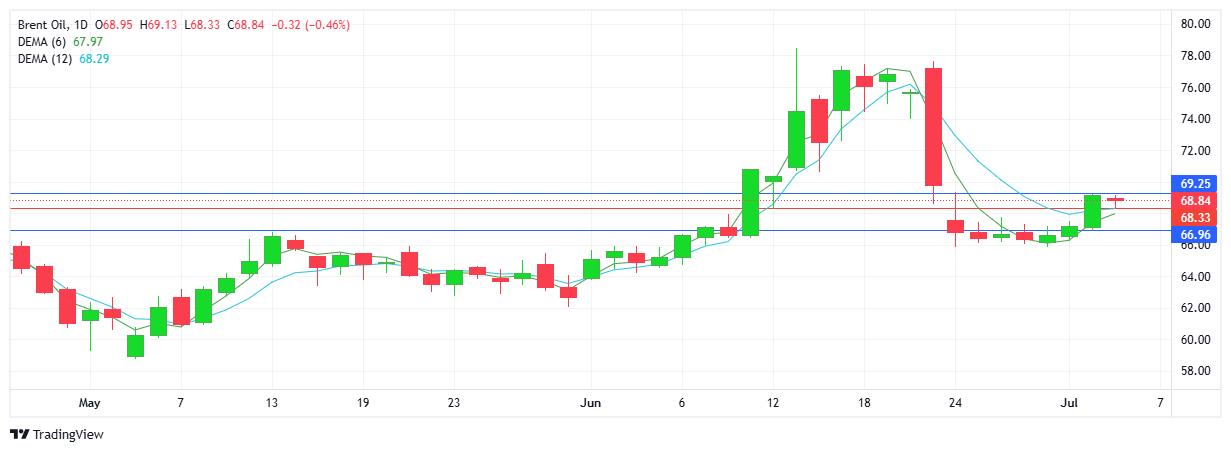 Brent Oil, 1D O68.95 H69.13 L68.33 C68.84 −0.32 (−0.46%)
DEMA (6) 67.97
DEMA (12) 68.29
80.00
78.00
76.00
74.00
72.00
69.25
68.84
68.33
66.96
66.00
64.00
62.00
60.00
58.00
May 7 13 19 23 Jun 6 12 18 24 Jul 7
TradingView